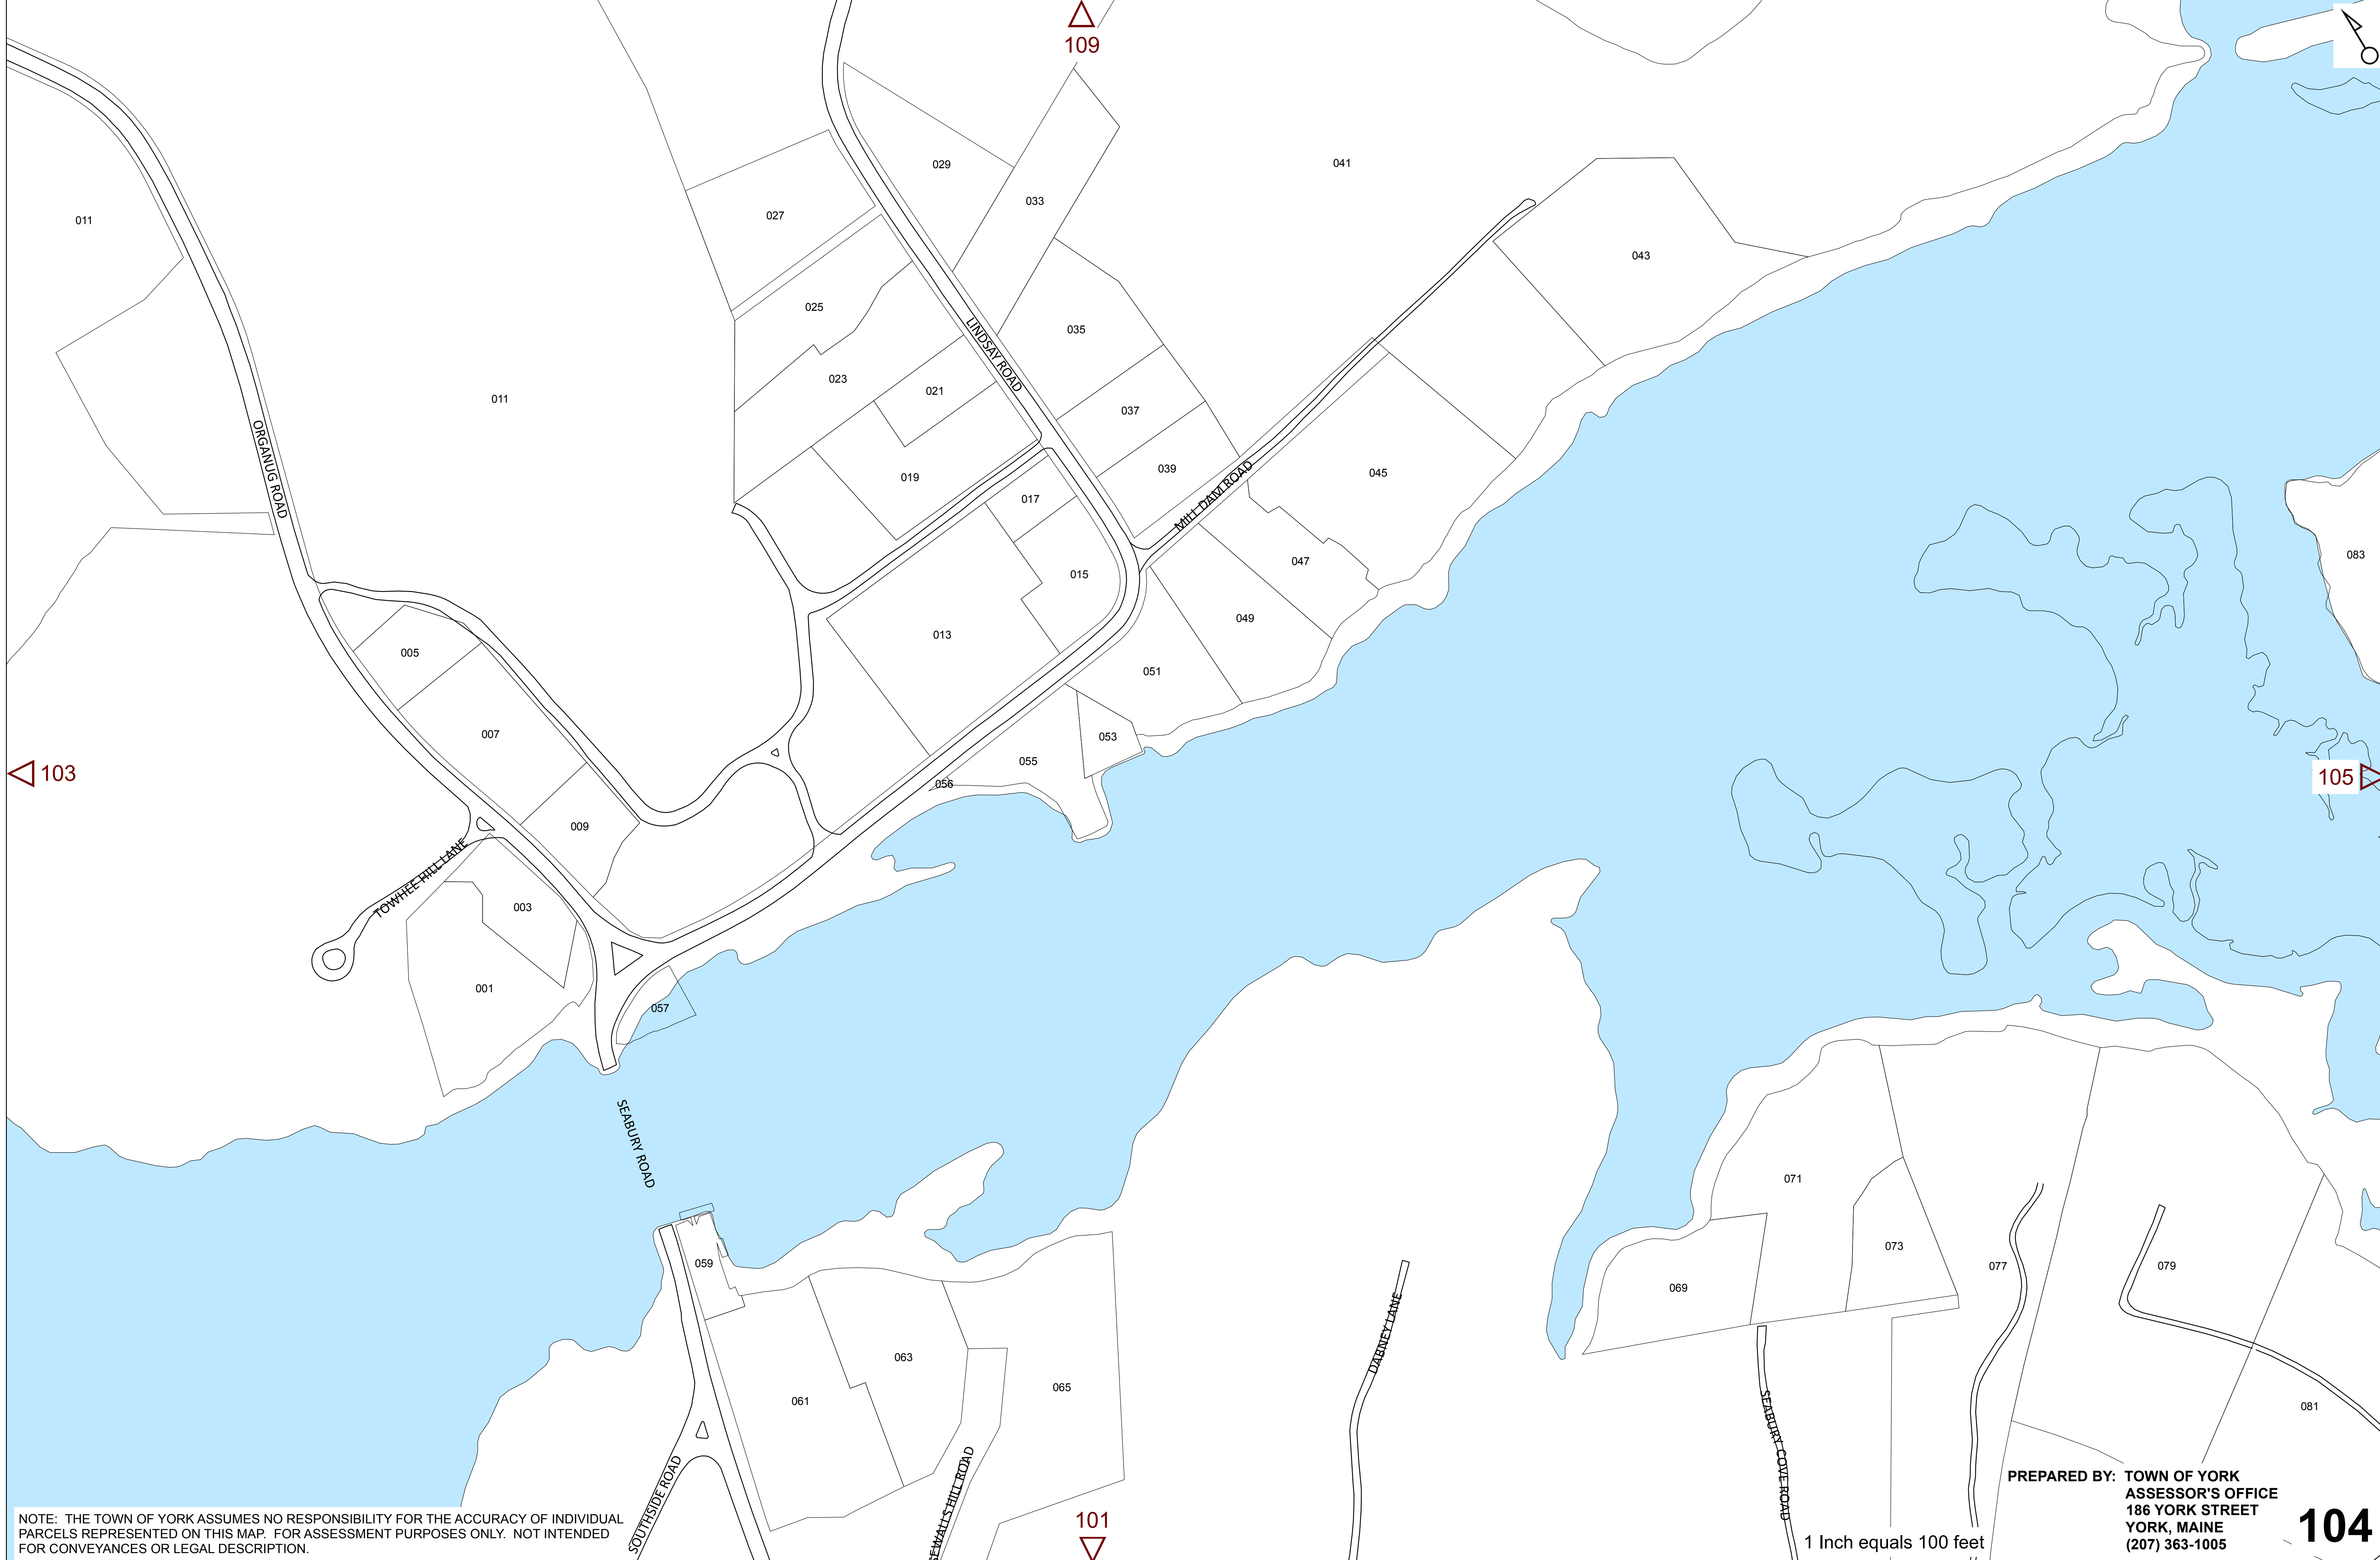 109
041
029
033
027
043
011
025
035
LINDSAY ROAD
023
021
011
037
ORGANUG ROAD
039
045
019
MILL DAM ROAD
017
083
047
015
049
013
005
051
007
053
055
103
105
056
009
TOWHEE HILL LANE
003
001
057
SEABURY ROAD
071
073
059
077
079
069
DABNEY LANE
063
065
061
081
SEABURY COVE ROAD
SOUTHSIDE ROAD
SEWALLS HILL ROAD
101
NOTE: THE TOWN OF YORK ASSUMES NO RESPONSIBILITY FOR THE ACCURACY OF INDIVIDUAL
PARCELS REPRESENTED ON THIS MAP. FOR ASSESSMENT PURPOSES ONLY. NOT INTENDED
FOR CONVEYANCES OR LEGAL DESCRIPTION.
1 Inch equals 100 feet
PREPARED BY: TOWN OF YORK
ASSESSOR'S OFFICE
186 YORK STREET
YORK, MAINE
(207) 363-1005
104